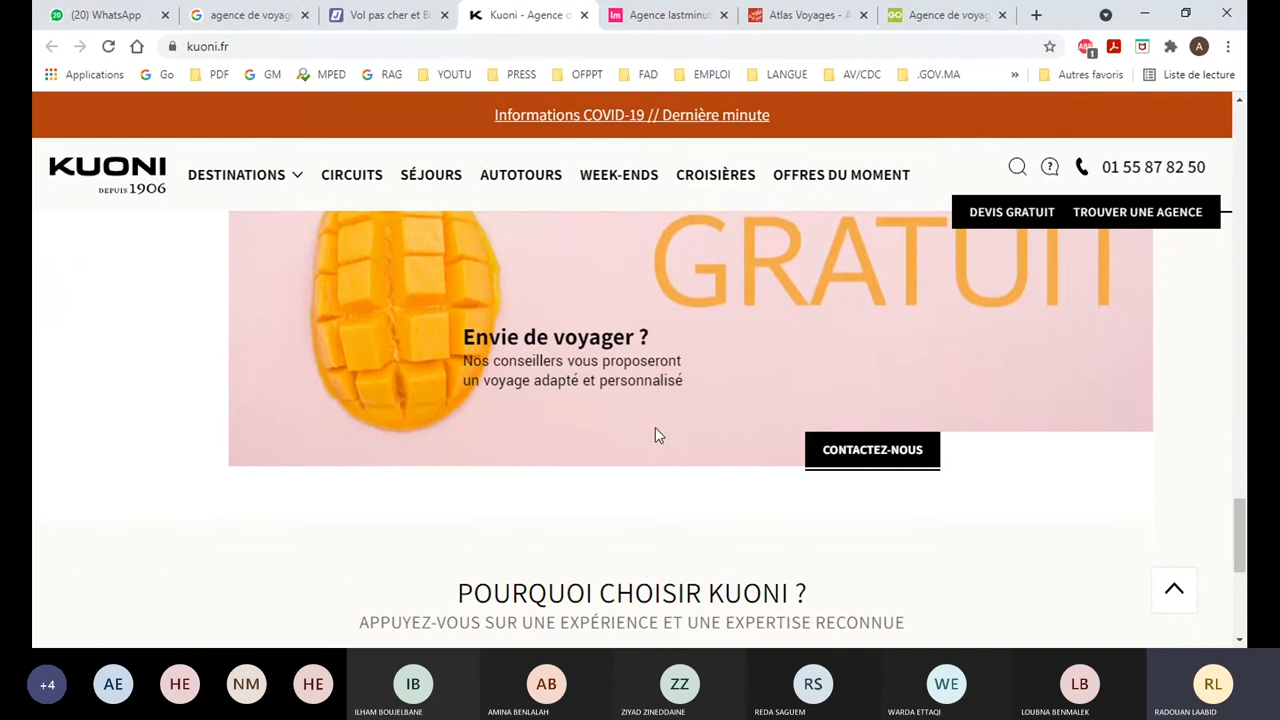 20 (20) WhatsApp
agence de voyag
Vol pas cher et Bi
Kuoni - Agence d
lm Agence lastminut
Atlas Voyages - A
GO Agence de voyag
kuoni.fr
1
A
Applications
Go
PDF
GM
MPED
RAG
YOUTU
PRESS
OFPPT
FAD
EMPLOI
LANGUE
AV/CDC
.GOV.MA
»
Autres favoris
Liste de lecture
Informations COVID-19 // Dernière minute
KUONI
DEPUIS 1906
DESTINATIONS
CIRCUITS
SÉJOURS
AUTOTOURS
WEEK-ENDS
CROISIÈRES
OFFRES DU MOMENT
01 55 87 82 50
DEVIS GRATUIT
TROUVER UNE AGENCE
GRATUIT
Envie de voyager ?
Nos conseillers vous proposeront
un voyage adapté et personnalisé
CONTACTEZ-NOUS
POURQUOI CHOISIR KUONI ?
APPUYEZ-VOUS SUR UNE EXPÉRIENCE ET UNE EXPERTISE RECONNUE
+4
AE
HE
NM
HE
IB
ILHAM BOUJELBANE
AB
AMINA BENLALAH
ZZ
ZIYAD ZINEDDAINE
RS
REDA SAGUEM
WE
WARDA ETTAQI
LB
LOUBNA BENMALEK
RL
RADOUAN LAABID